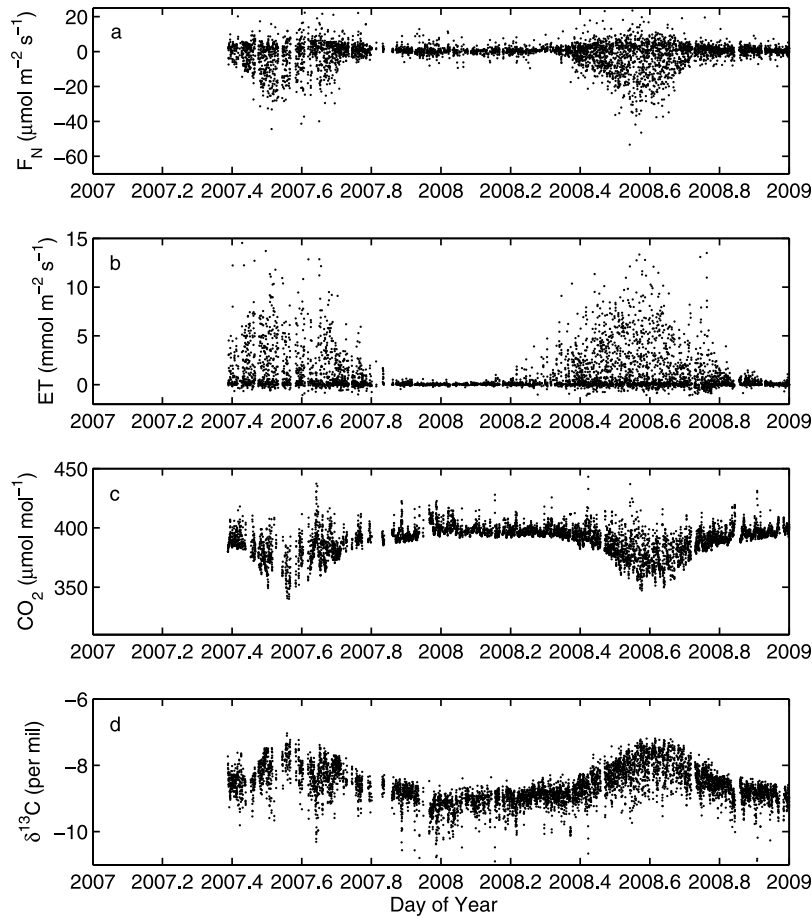 a
20
0
−20
−40
−60
F_N (μmol m⁻² s⁻¹)
2007 2007.2 2007.4 2007.6 2007.8 2008 2008.2 2008.4 2008.6 2008.8 2009
b
15
10
5
0
ET (mmol m⁻² s⁻¹)
2007 2007.2 2007.4 2007.6 2007.8 2008 2008.2 2008.4 2008.6 2008.8 2009
c
450
400
350
CO₂ (μmol mol⁻¹)
2007 2007.2 2007.4 2007.6 2007.8 2008 2008.2 2008.4 2008.6 2008.8 2009
d
−6
−8
−10
δ¹³C (per mil)
2007 2007.2 2007.4 2007.6 2007.8 2008 2008.2 2008.4 2008.6 2008.8 2009
Day of Year